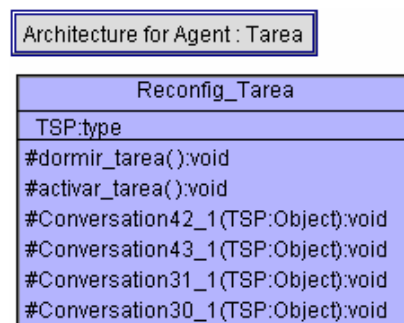 Architecture for Agent : Tarea
Reconfig_Tarea
TSP:type
#dormir_tarea():void
#activar_tarea():void
#Conversation42_1(TSP:Object):void
#Conversation43_1(TSP:Object):void
#Conversation31_1(TSP:Object):void
#Conversation30_1(TSP:Object):void